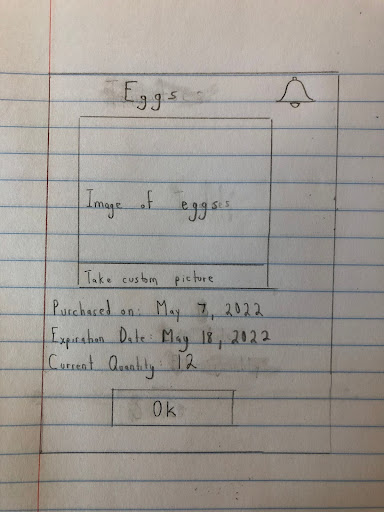 Eggs
Image of eggs
Take custom picture
Purchased on: May 7, 2022
Expiration Date: May 18, 2022
Current Quantity: 12
Ok